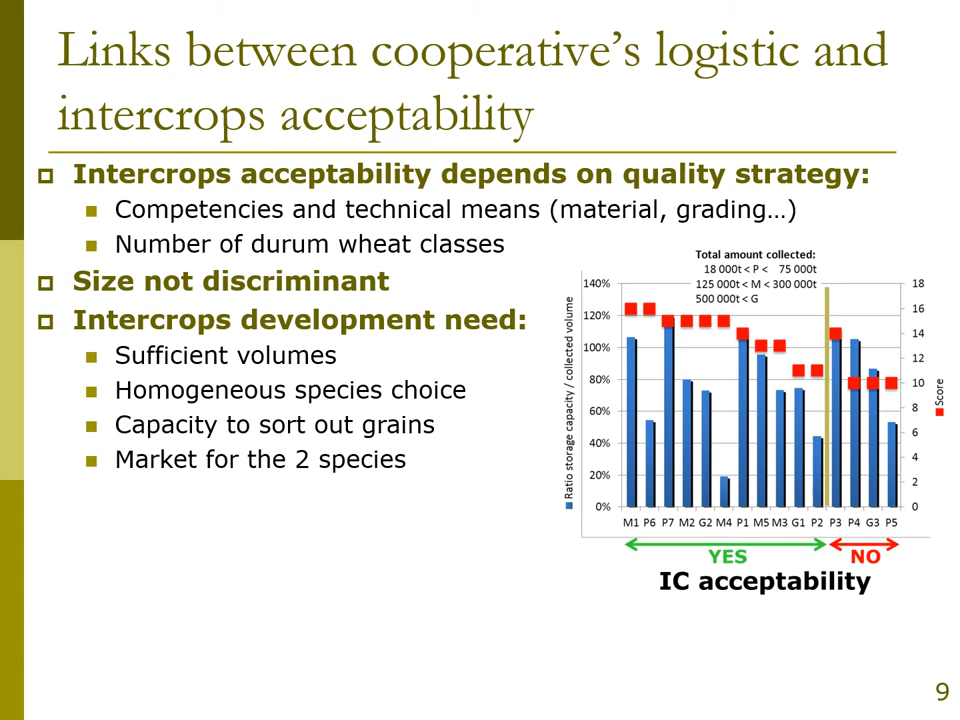 Links between cooperative’s logistic and
intercrops acceptability
Intercrops acceptability depends on quality strategy:
Competencies and technical means (material, grading…)
Number of durum wheat classes
Size not discriminant
Intercrops development need:
Sufficient volumes
Homogeneous species choice
Capacity to sort out grains
Market for the 2 species
Total amount collected:
18 000t < P < 75 000t
125 000t < M < 300 000t
500 000t < G
Ratio storage capacity / collected volume
140%
120%
100%
80%
60%
40%
20%
0%
18
16
14
12
10
8
6
4
2
0
Score
M1 P6 P7 M2 G2 M4 P1 M5 M3 G1 P2 P3 P4 G3 P5
YES NO
IC acceptability
9